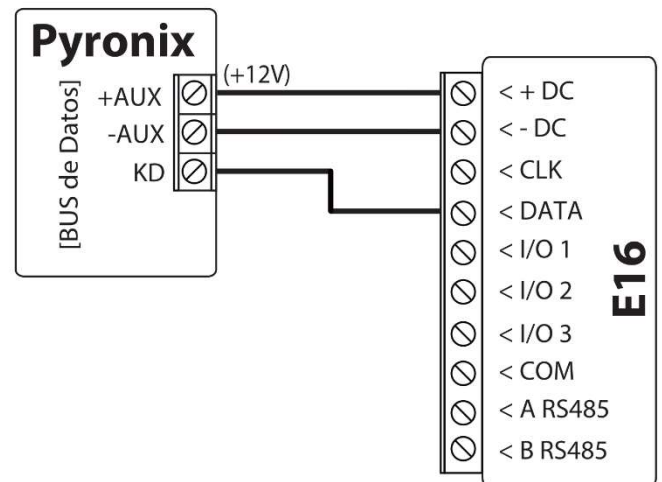 Pyronix
[BUS de Datos]
(+12V)
+AUX
-AUX
KD
< + DC
< - DC
< CLK
< DATA
< I/O 1
< I/O 2
< I/O 3
< COM
< A RS485
< B RS485
E16